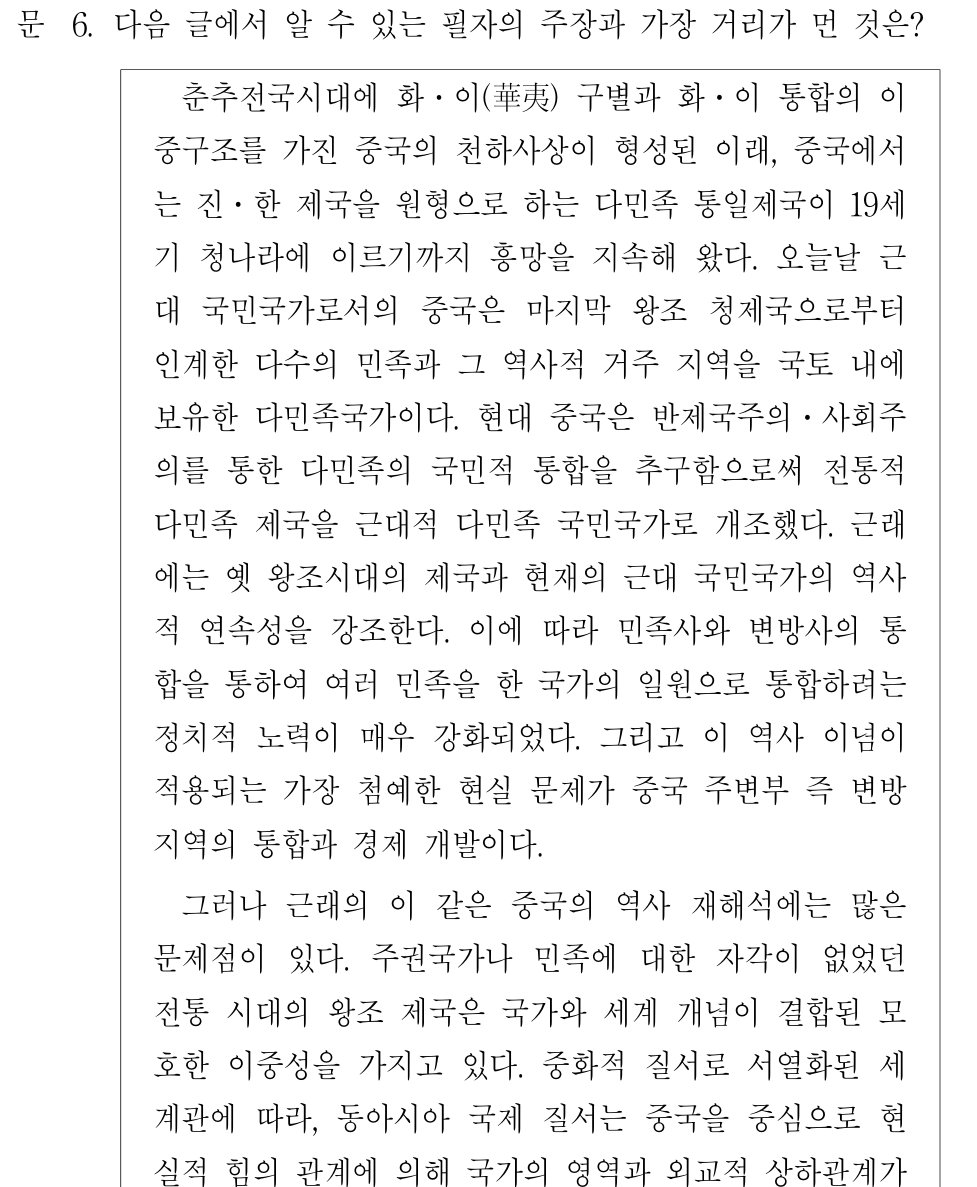 문 6. 다음 글에서 알 수 있는 필자의 주장과 가장 거리가 먼 것은?
춘추전국시대에 화・이(華夷) 구별과 화・이 통합의 이
중구조를 가진 중국의 천하사상이 형성된 이래, 중국에서
는 진・한 제국을 원형으로 하는 다민족 통일제국이 19세
기 청나라에 이르기까지 흥망을 지속해 왔다. 오늘날 근
대 국민국가로서의 중국은 마지막 왕조 청제국으로부터
인계한 다수의 민족과 그 역사적 거주 지역을 국토 내에
보유한 다민족국가이다. 현대 중국은 반제국주의・사회주
의를 통한 다민족의 국민적 통합을 추구함으로써 전통적
다민족 제국을 근대적 다민족 국민국가로 개조했다. 근래
에는 옛 왕조시대의 제국과 현재의 근대 국민국가의 역사
적 연속성을 강조한다. 이에 따라 민족사와 변방사의 통
합을 통하여 여러 민족을 한 국가의 일원으로 통합하려는
정치적 노력이 매우 강화되었다. 그리고 이 역사 이념이
적용되는 가장 첨예한 현실 문제가 중국 주변부 즉 변방
지역의 통합과 경제 개발이다.
그러나 근래의 이 같은 중국의 역사 재해석에는 많은
문제점이 있다. 주권국가나 민족에 대한 자각이 없었던
전통 시대의 왕조 제국은 국가와 세계 개념이 결합된 모
호한 이중성을 가지고 있다. 중화적 질서로 서열화된 세
계관에 따라, 동아시아 국제 질서는 중국을 중심으로 현
실적 힘의 관계에 의해 국가의 영역과 외교적 상하관계가